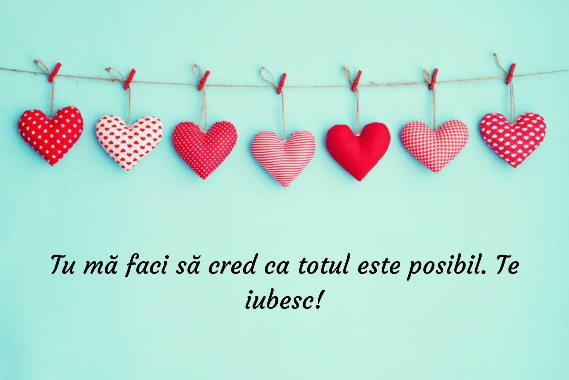 Tu mă faci să cred ca totul este posibil. Te
iubesc!